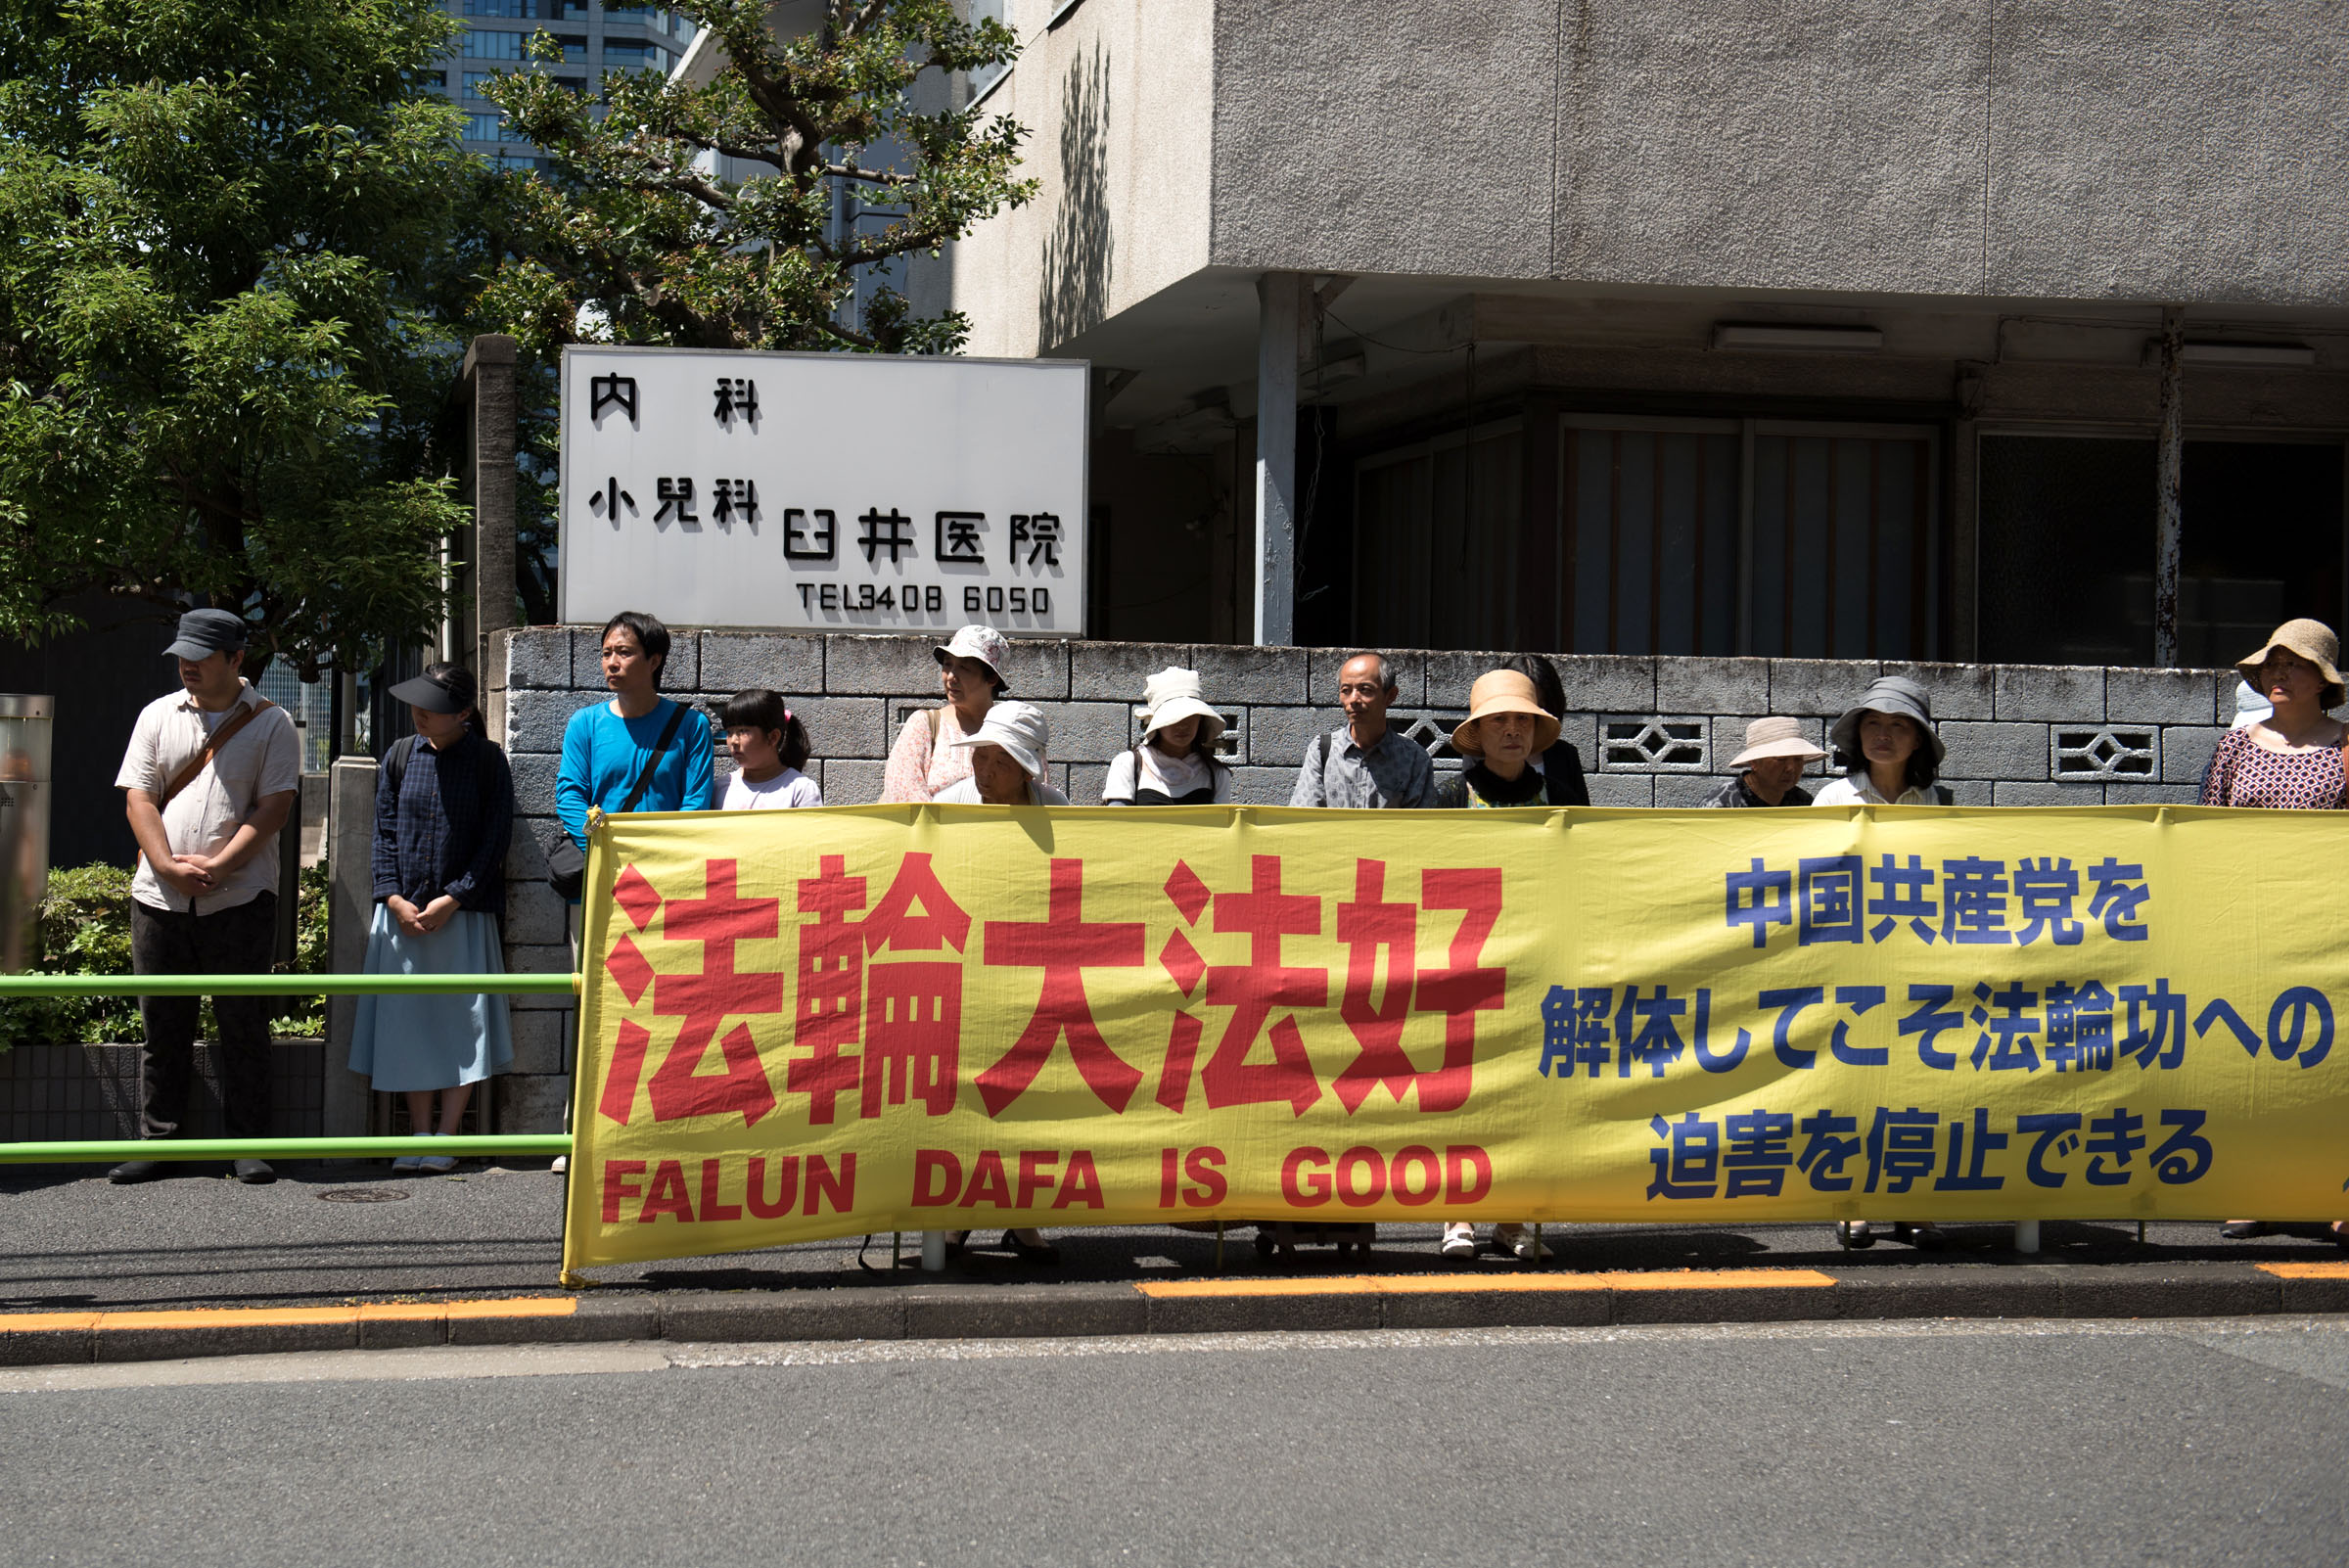 内 科
小兒科
臼井医院
TEL3408 6050
法輪大法好
FALUN DAFA IS GOOD
中国共産党を
解体してこそ法輪功への
迫害を停止できる